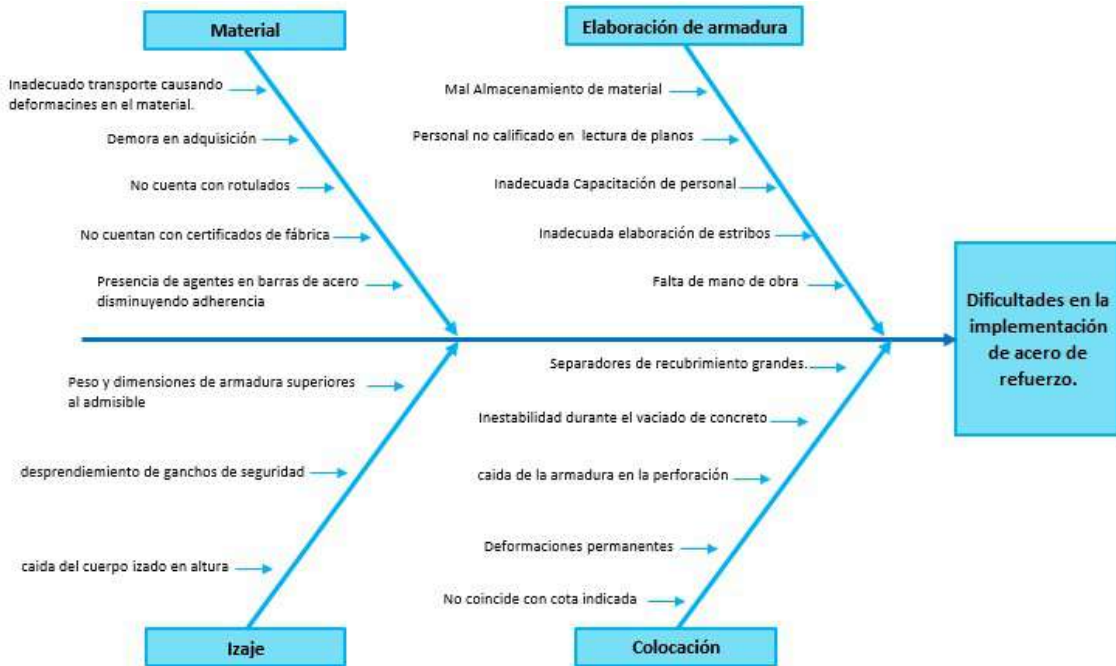 Material
Elaboración de armadura
Inadecuado transporte causando
deformacines en el material.
Demora en adquisición
No cuenta con rotulados
No cuentan con certificados de fábrica
Presencia de agentes en barras de acero
disminuyendo adherencia
Mal Almacenamiento de material
Personal no calificado en lectura de planos
Inadecuada Capacitación de personal
Inadecuada elaboración de estribos
Falta de mano de obra
Dificultades en la
implementación
de acero de
refuerzo.
Peso y dimensiones de armadura superiores
al admisible
desprendiemiento de ganchos de seguridad
caida del cuerpo izado en altura
Separadores de recubrimiento grandes.
Inestabilidad durante el vaciado de concreto
caida de la armadura en la perforación
Deformaciones permanentes
No coincide con cota indicada
Izaje
Colocación